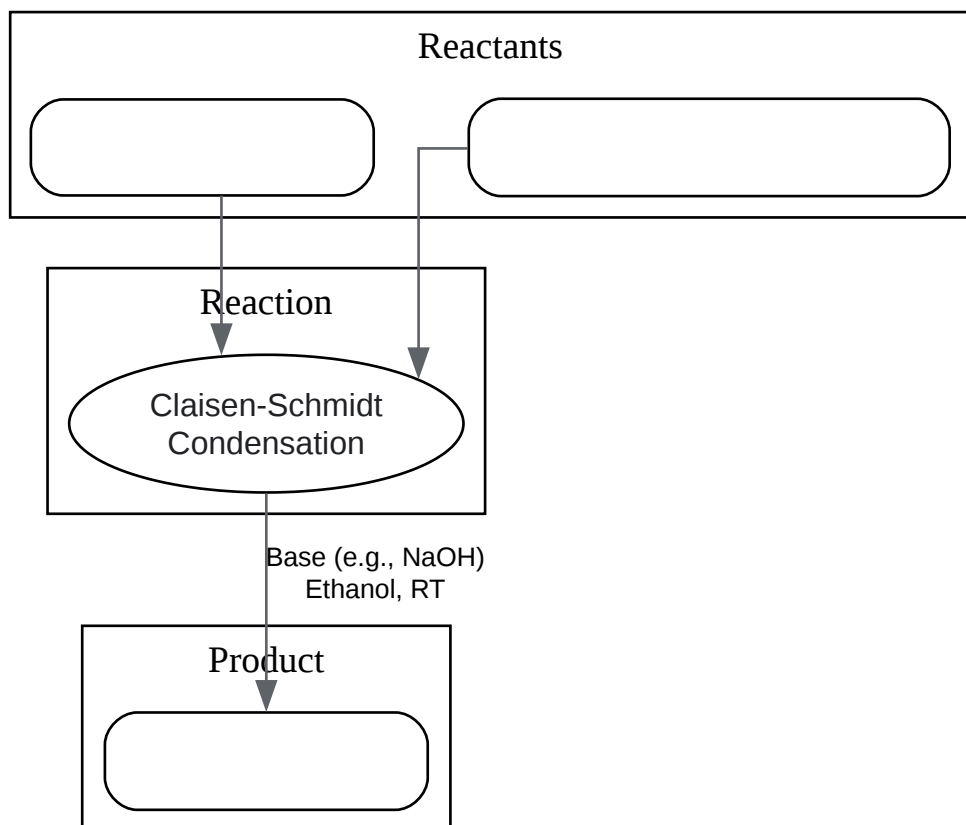 Reactants
Reaction
Claisen-Schmidt
Condensation
Base (e.g., NaOH)
Ethanol, RT
Product